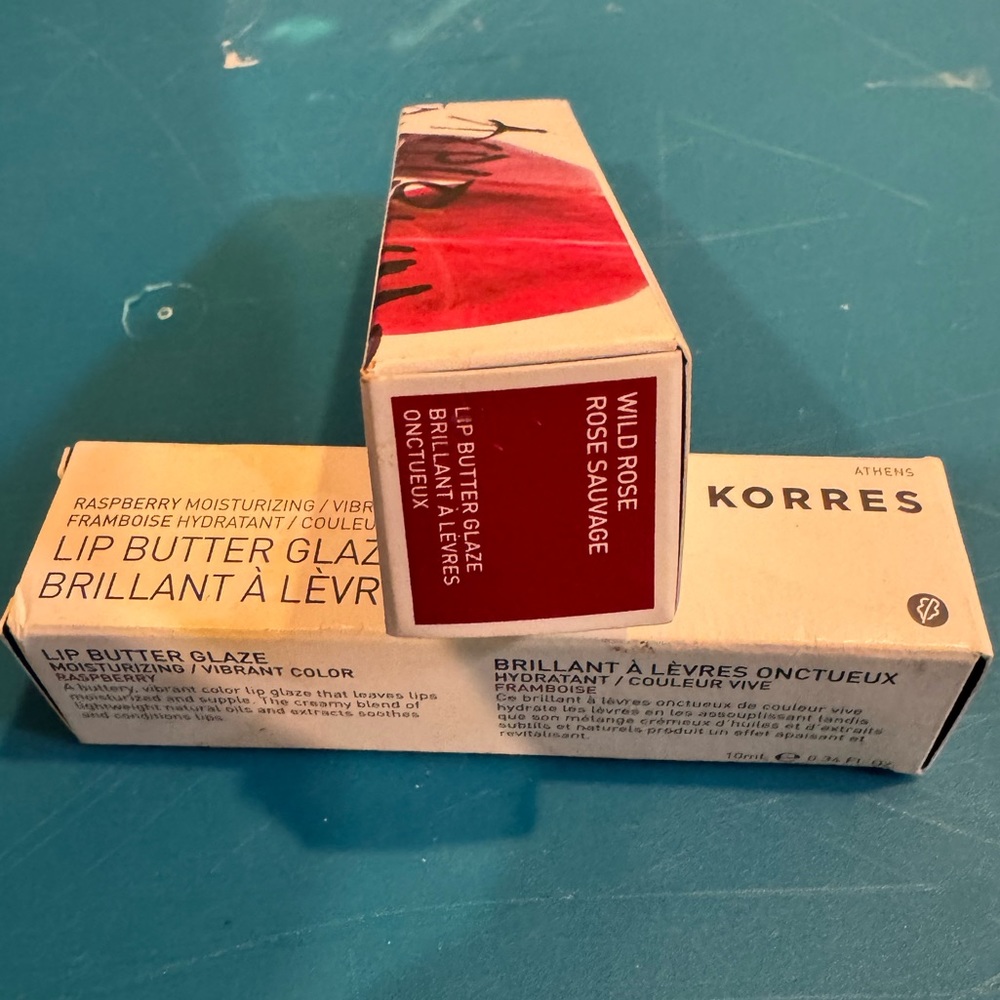 WILD ROSE
ROSE SAUVAGE
LIP BUTTER GLAZE
BRILLANT À LÈVRES
ONCTUEUX
ATHENS
KORRES
RASPBERRY MOISTURIZING / VIBR
FRAMBOISE HYDRATANT / COULEU
LIP BUTTER GLAZ
BRILLANT À LÈVR
LIP BUTTER GLAZE
MOISTURIZING / VIBRANT COLOR
RASPBERRY
A buttery, vibrant color lip glaze that leaves lips
moisturized and supple. The creamy blend of
lightweight natural oils and extracts soothes
and conditions lips.
BRILLANT À LÈVRES ONCTUEUX
HYDRATANT / COULEUR VIVE
FRAMBOISE
Ce brillant à lèvres onctueux de couleur vive
hydrate les lèvres en les assouplissant tandis
que son mélange crémeux d'huiles et d'extraits
subtils et naturels produit un effet apaisant et
revitalisant.
10mL e 0.34 Fl. Oz.